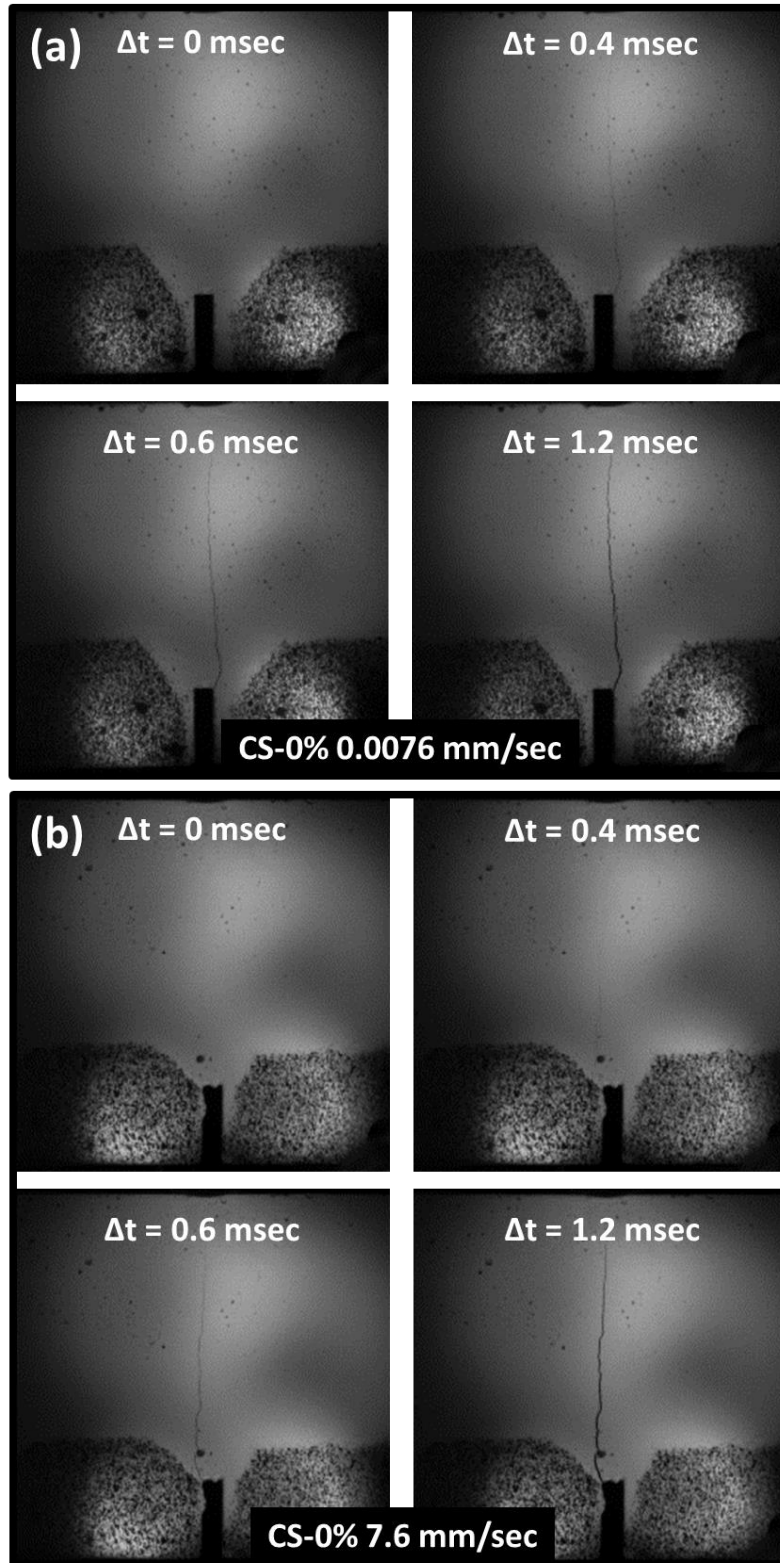 (a)
Δt = 0 msec
Δt = 0.4 msec
Δt = 0.6 msec
Δt = 1.2 msec
CS-0% 0.0076 mm/sec
(b)
Δt = 0 msec
Δt = 0.4 msec
Δt = 0.6 msec
Δt = 1.2 msec
CS-0% 7.6 mm/sec